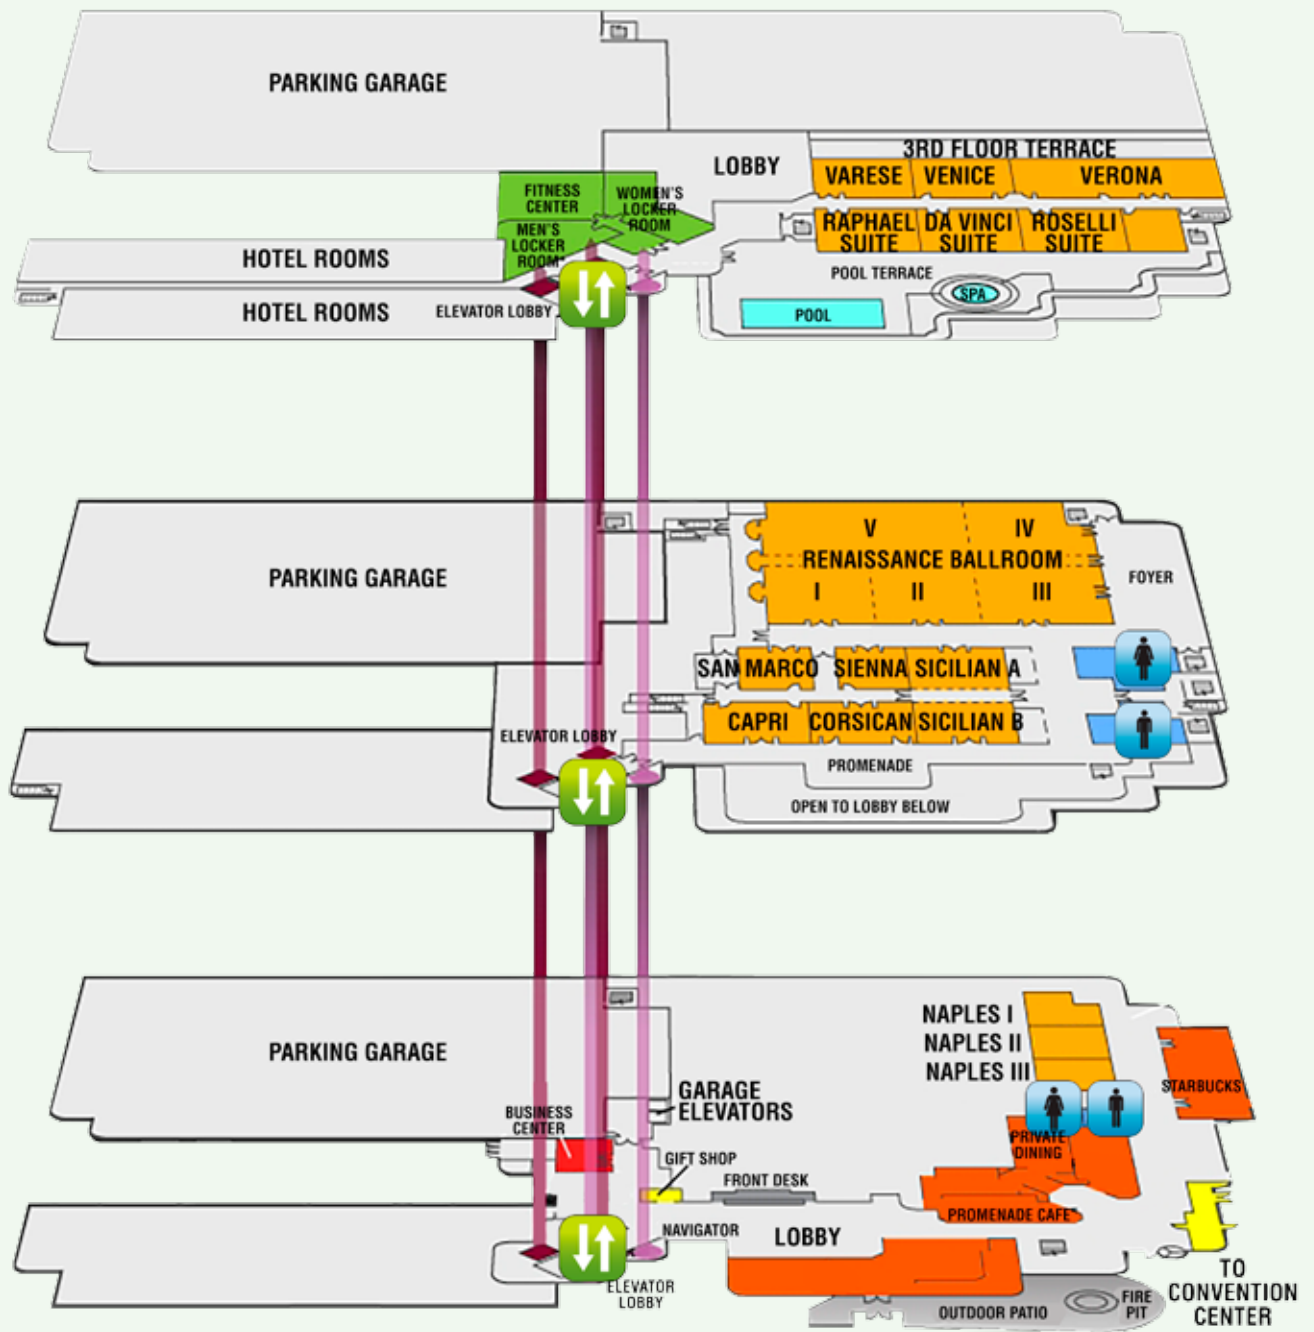 PARKING GARAGE
3RD FLOOR TERRACE
LOBBY
VARESE
VENICE
VERONA
FITNESS
CENTER
WOMEN'S
LOCKER
ROOM
MEN'S
LOCKER
ROOM*
RAPHAEL
SUITE
DA VINCI
SUITE
ROSELLI
SUITE
HOTEL ROOMS
POOL TERRACE
SPA
HOTEL ROOMS
ELEVATOR LOBBY
POOL
PARKING GARAGE
V
IV
RENAISSANCE BALLROOM
I
II
III
FOYER
SAN MARCO
SIENNA
SICILIAN A
CAPRI
CORSICAN
SICILIAN B
ELEVATOR LOBBY
PROMENADE
OPEN TO LOBBY BELOW
PARKING GARAGE
NAPLES I
NAPLES II
NAPLES III
STARBUCKS
GARAGE
ELEVATORS
BUSINESS
CENTER
PRIVATE
DINING
GIFT SHOP
FRONT DESK
PROMENADE CAFE
NAVIGATOR
LOBBY
ELEVATOR
LOBBY
TO
CONVENTION
CENTER
FIRE
PIT
OUTDOOR PATIO